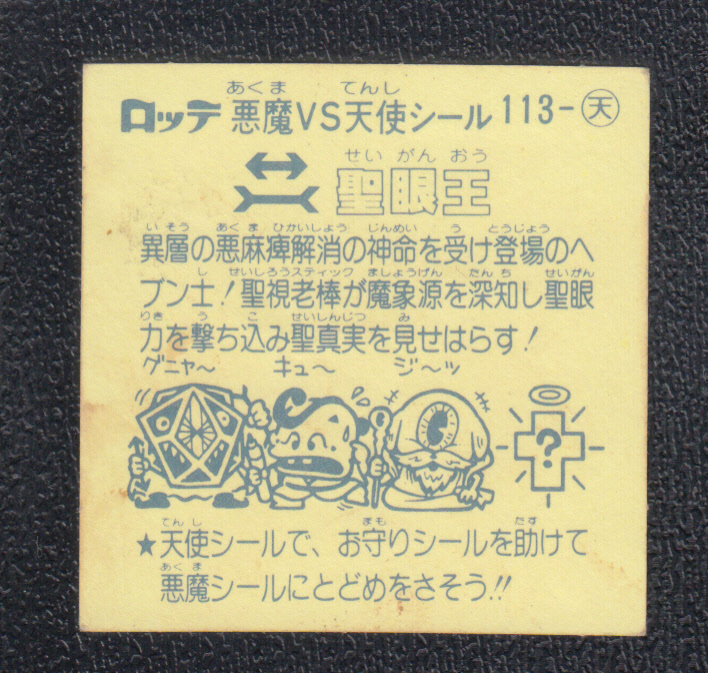 あくま てんし
ロッテ 悪魔VS天使シール 113-天
せい がん おう
聖眼王
いそう あくま ひかいしょう じんめい う とうじょう
異層の悪麻痺解消の神命を受け登場のヘ
し せいしろうスティック ましょうげん たんち せいがん
ブン士!聖視老棒が魔象源を深知し聖眼
りき う こ せいしんじつ み
力を撃ち込み聖真実を見せはらす!
グニャ〜 キュ〜 ジ〜ッ
?
てんし まも たす
★天使シールで、お守りシールを助けて
あくま
悪魔シールにとどめをさそう!!